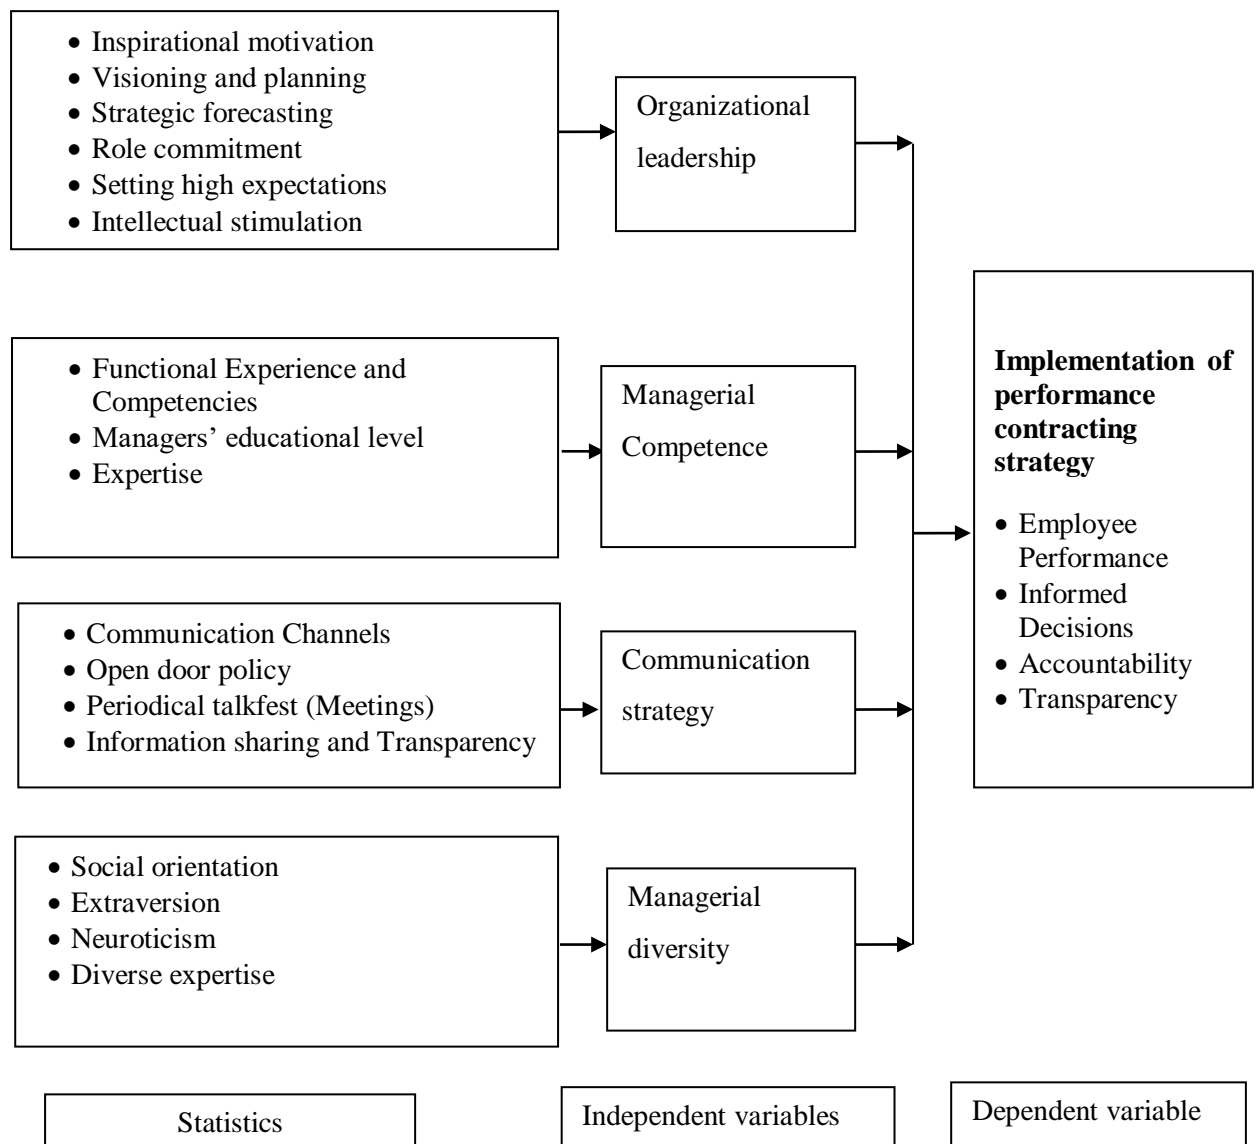 • Inspirational motivation
• Visioning and planning
• Strategic forecasting
• Role commitment
• Setting high expectations
• Intellectual stimulation
Organizational
leadership
• Functional Experience and
Competencies
• Managers’ educational level
• Expertise
Managerial
Competence
• Communication Channels
• Open door policy
• Periodical talkfest (Meetings)
• Information sharing and Transparency
Communication
strategy
• Social orientation
• Extraversion
• Neuroticism
• Diverse expertise
Managerial
diversity
Implementation of
performance
contracting
strategy
• Employee
Performance
• Informed
Decisions
• Accountability
• Transparency
Statistics
Independent variables
Dependent variable